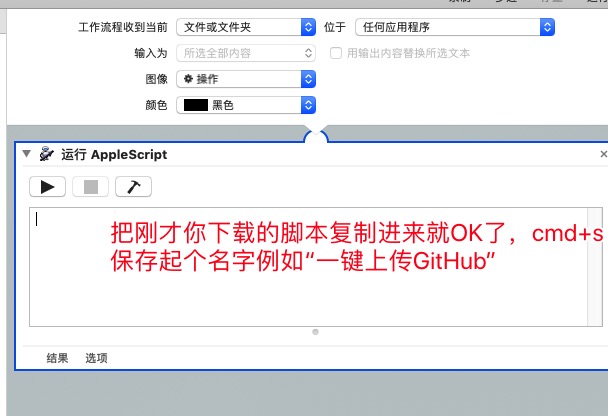 工作流程收到当前 文件或文件夹 位于 任何应用程序
输入为 所选全部内容 用输出内容替换所选文本
图像 操作
颜色 黑色
运行 AppleScript
把刚才你下载的脚本复制进来就OK了，cmd+s
保存起个名字例如“一键上传GitHub”
结果 选项